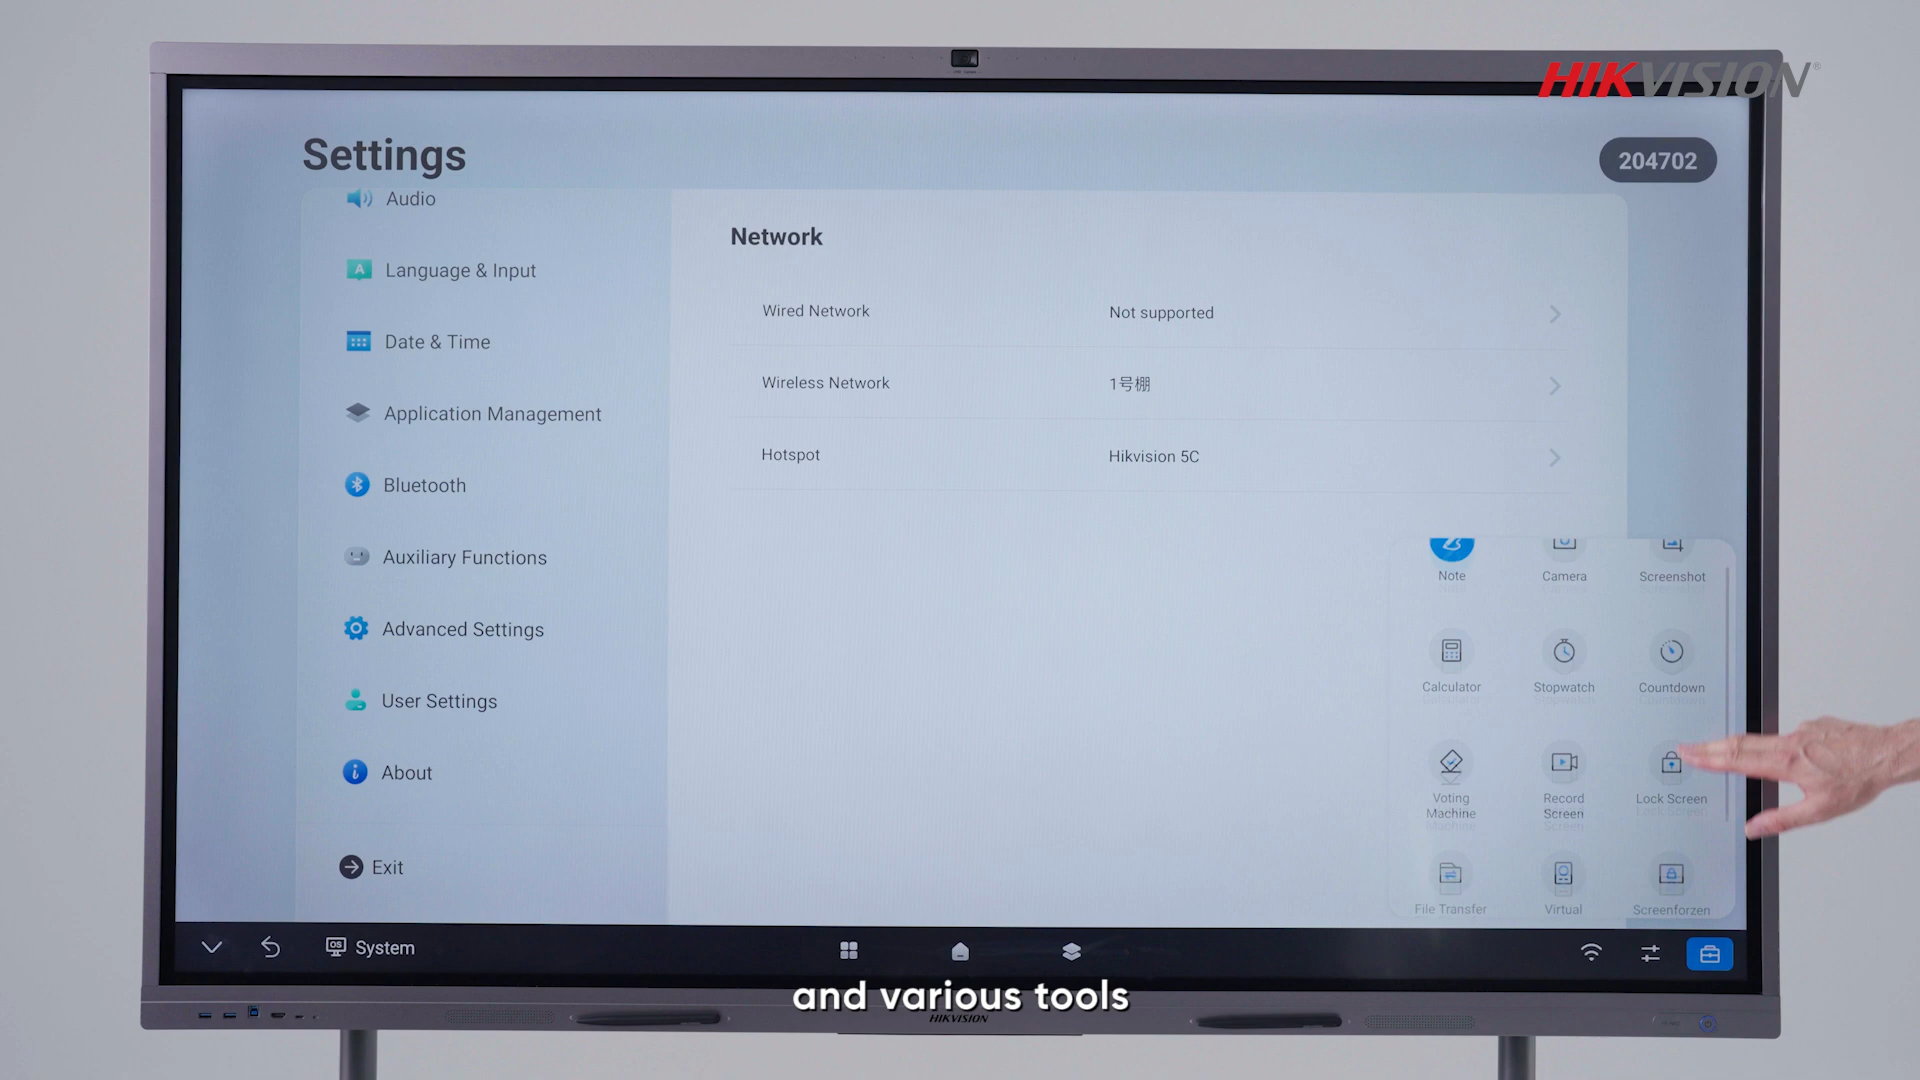 HIKVISION®
Settings
204702
Audio
Language & Input
Date & Time
Application Management
Bluetooth
Auxiliary Functions
Advanced Settings
User Settings
About
Exit
Network
Wired Network Not supported
Wireless Network 1号棚
Hotspot Hikvision 5C
Note Camera Screenshot
Calculator Stopwatch Countdown
Voting Machine Record Screen Lock Screen
File Transfer Virtual Screenforzen
OS System
and various tools
HIKVISION